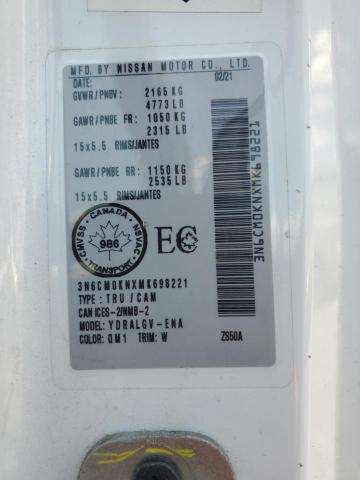 MFD. BY NISSAN MOTOR CO., LTD.
DATE: 02/21
GVWR/PNBV: 2165 KG
4773 LB
GAWR/PNBE FR: 1050 KG
2315 LB
15x5.5 RIMS/JANTES
GAWR/PNBE RR: 1150 KG
2535 LB
15x5.5 RIMS/JANTES
CANADA
CMVSS NSVAC
986
TRANSPORT
EC
3N6CM0KNXMK698221
3N6CM0KNXMK698221
TYPE: TRU/CAM
CAN ICES-2/NMB-2
MODEL: YDRALGV-ENA
COLOR: QM1 TRIM: W ZS50A